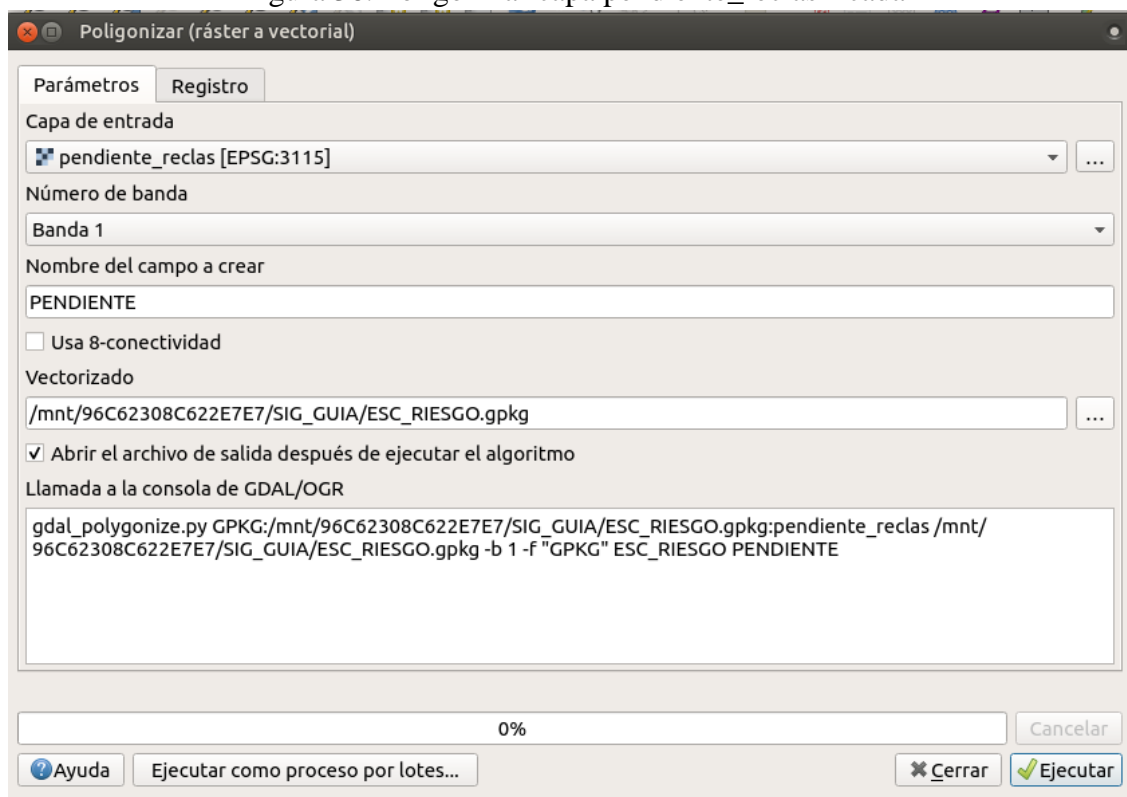 Poligonizar (ráster a vectorial)
Parámetros
Registro
Capa de entrada
pendiente_reclas [EPSG:3115]
...
Número de banda
Banda 1
Nombre del campo a crear
PENDIENTE
Usa 8-conectividad
Vectorizado
/mnt/96C62308C622E7E7/SIG_GUIA/ESC_RIESGO.gpkg
...
Abrir el archivo de salida después de ejecutar el algoritmo
Llamada a la consola de GDAL/OGR
gdal_polygonize.py GPKG:/mnt/96C62308C622E7E7/SIG_GUIA/ESC_RIESGO.gpkg:pendiente_reclas /mnt/
96C62308C622E7E7/SIG_GUIA/ESC_RIESGO.gpkg -b 1 -f "GPKG" ESC_RIESGO PENDIENTE
0%
Cancelar
Ayuda
Ejecutar como proceso por lotes...
Cerrar
Ejecutar